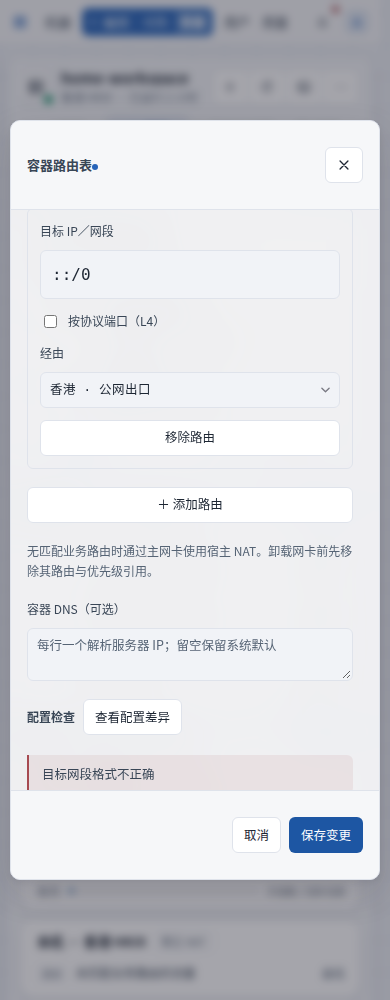 容器路由表
目标 IP／网段
::/0
按协议端口（L4）
经由
香港 · 公网出口
移除路由
＋ 添加路由
无匹配业务路由时通过主网卡使用宿主 NAT。卸载网卡前先移
除其路由与优先级引用。
容器 DNS（可选）
每行一个解析服务器 IP；留空保留系统默认
配置检查
查看配置差异
目标网段格式不正确
取消
保存变更